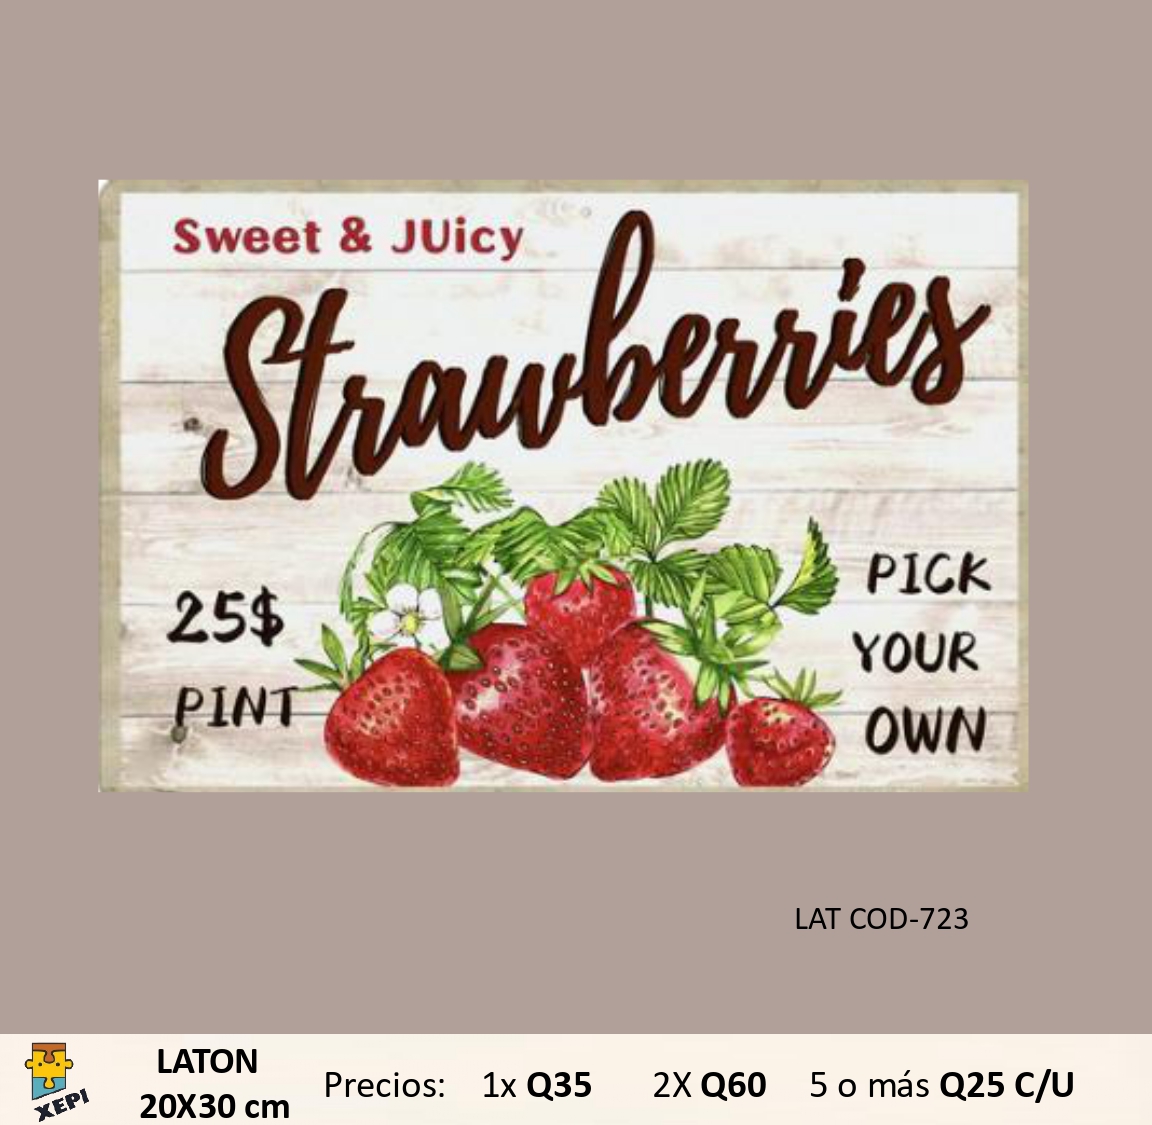 Sweet & JUicy
Strawberries
25$
PINT
PICK
YOUR
OWN
LAT COD-723
XEPI
LATON
20X30 cm
Precios: 1x Q35 2X Q60 5 o más Q25 C/U